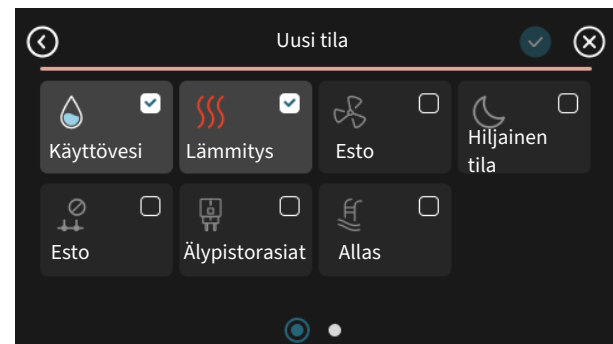 Uusi tila
Käyttövesi
Lämmitys
Esto
Hiljainen
tila
Esto
Älypistorasiat
Allas